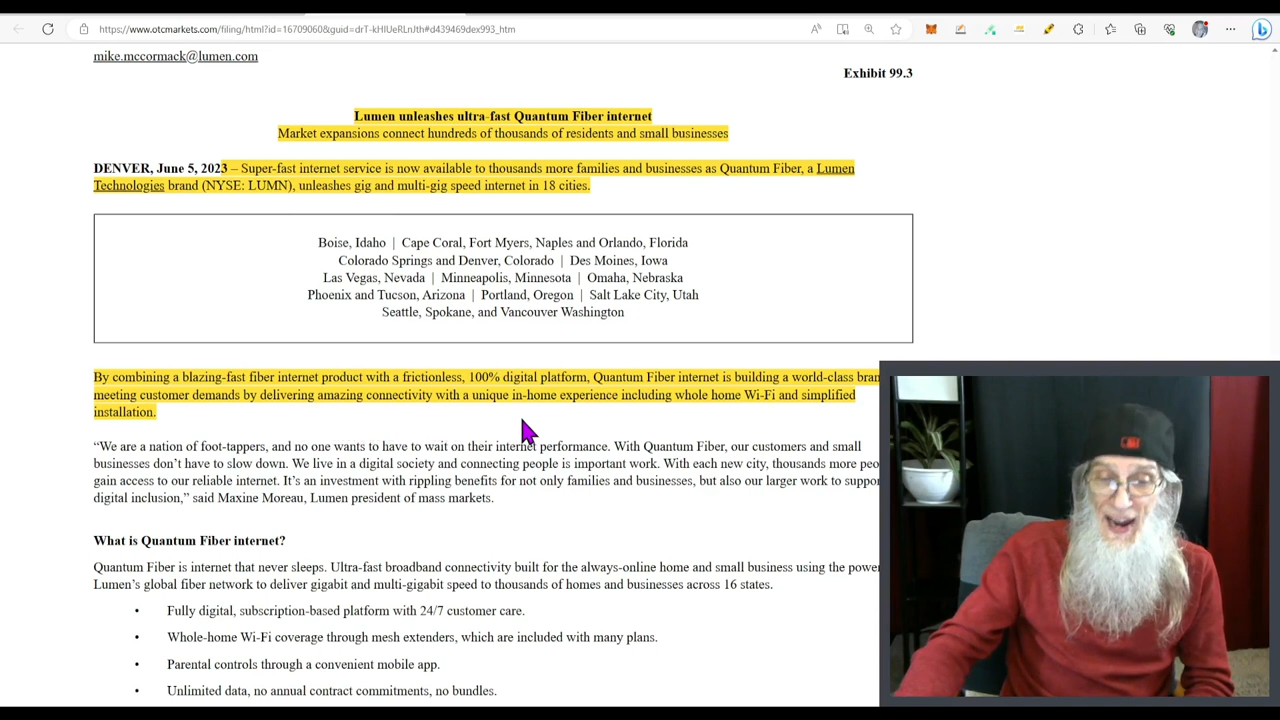 https://www.otcmarkets.com/filing/html?id=16709060&guid=drT-kHIUeRLnJth#d439469dex993_htm
mike.mccormack@lumen.com
Exhibit 99.3
Lumen unleashes ultra-fast Quantum Fiber internet
Market expansions connect hundreds of thousands of residents and small businesses
DENVER, June 5, 2023 – Super-fast internet service is now available to thousands more families and businesses as Quantum Fiber, a Lumen
Technologies brand (NYSE: LUMN), unleashes gig and multi-gig speed internet in 18 cities.
Boise, Idaho | Cape Coral, Fort Myers, Naples and Orlando, Florida
Colorado Springs and Denver, Colorado | Des Moines, Iowa
Las Vegas, Nevada | Minneapolis, Minnesota | Omaha, Nebraska
Phoenix and Tucson, Arizona | Portland, Oregon | Salt Lake City, Utah
Seattle, Spokane, and Vancouver Washington
By combining a blazing-fast fiber internet product with a frictionless, 100% digital platform, Quantum Fiber internet is building a world-class bran
meeting customer demands by delivering amazing connectivity with a unique in-home experience including whole home Wi-Fi and simplified
installation.
“We are a nation of foot-tappers, and no one wants to have to wait on their internet performance. With Quantum Fiber, our customers and small
businesses don’t have to slow down. We live in a digital society and connecting people is important work. With each new city, thousands more peo
gain access to our reliable internet. It’s an investment with rippling benefits for not only families and businesses, but also our larger work to suppor
digital inclusion,” said Maxine Moreau, Lumen president of mass markets.
What is Quantum Fiber internet?
Quantum Fiber is internet that never sleeps. Ultra-fast broadband connectivity built for the always-online home and small business using the power
Lumen’s global fiber network to deliver gigabit and multi-gigabit speed to thousands of homes and businesses across 16 states.
• Fully digital, subscription-based platform with 24/7 customer care.
• Whole-home Wi-Fi coverage through mesh extenders, which are included with many plans.
• Parental controls through a convenient mobile app.
• Unlimited data, no annual contract commitments, no bundles.